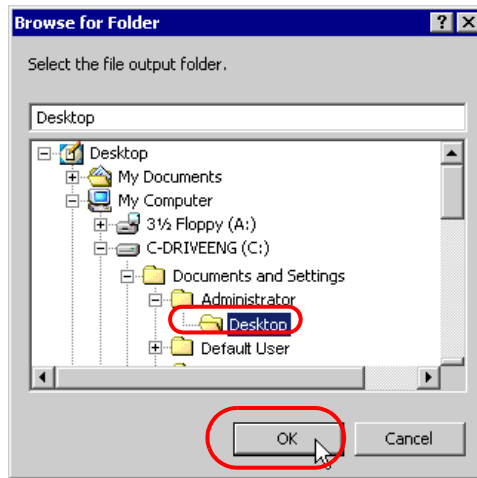 Browse for Folder
Select the file output folder.
Desktop
Desktop
My Documents
My Computer
3½ Floppy (A:)
C-DRIVEENG (C:)
Documents and Settings
Administrator
Desktop
Default User
OK Cancel